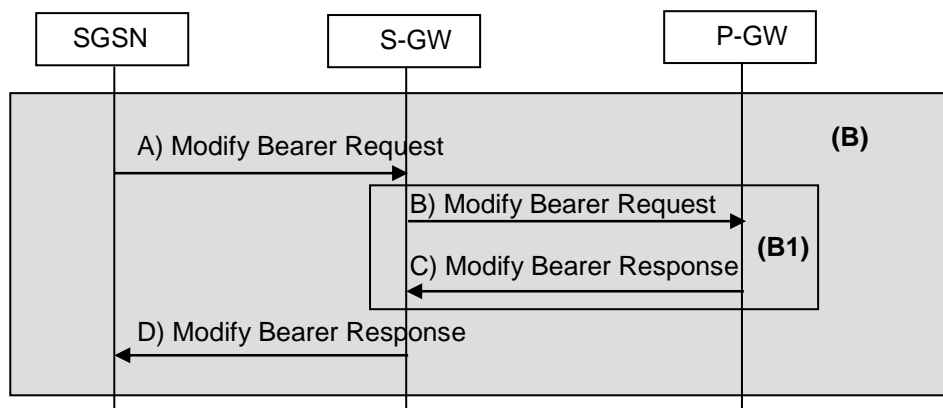 SGSN
S-GW
P-GW
(B)
A) Modify Bearer Request
B) Modify Bearer Request
(B1)
C) Modify Bearer Response
D) Modify Bearer Response